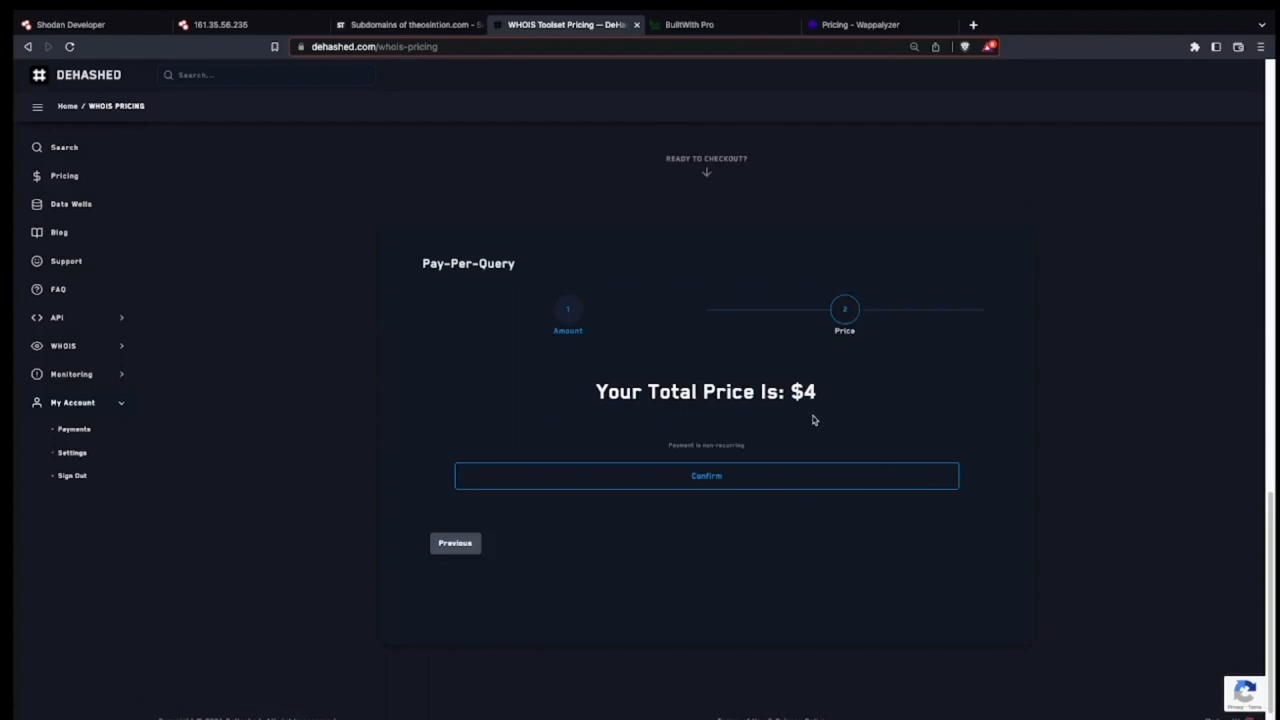 Shodan Developer
161.35.56.235
Subdomains of theosintion.com - S
WHOIS Toolset Pricing — DeHa
BuiltWith Pro
Pricing - Wappalyzer
dehashed.com/whois-pricing
DEHASHED
Search...
Home / WHOIS PRICING
Search
Pricing
Data Wells
Blog
Support
FAQ
API
WHOIS
Monitoring
My Account
Payments
Settings
Sign Out
READY TO CHECKOUT?
Pay-Per-Query
1
Amount
2
Price
Your Total Price Is: $4
Payment is non-recurring
Confirm
Previous
Privacy - Terms